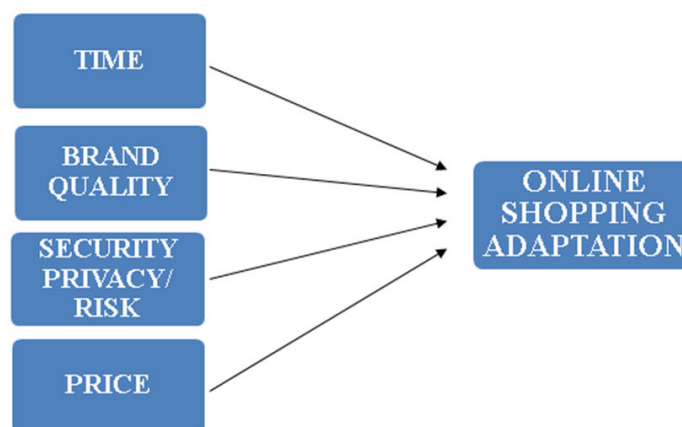 TIME
BRAND
QUALITY
SECURITY
PRIVACY/
RISK
PRICE
ONLINE
SHOPPING
ADAPTATION